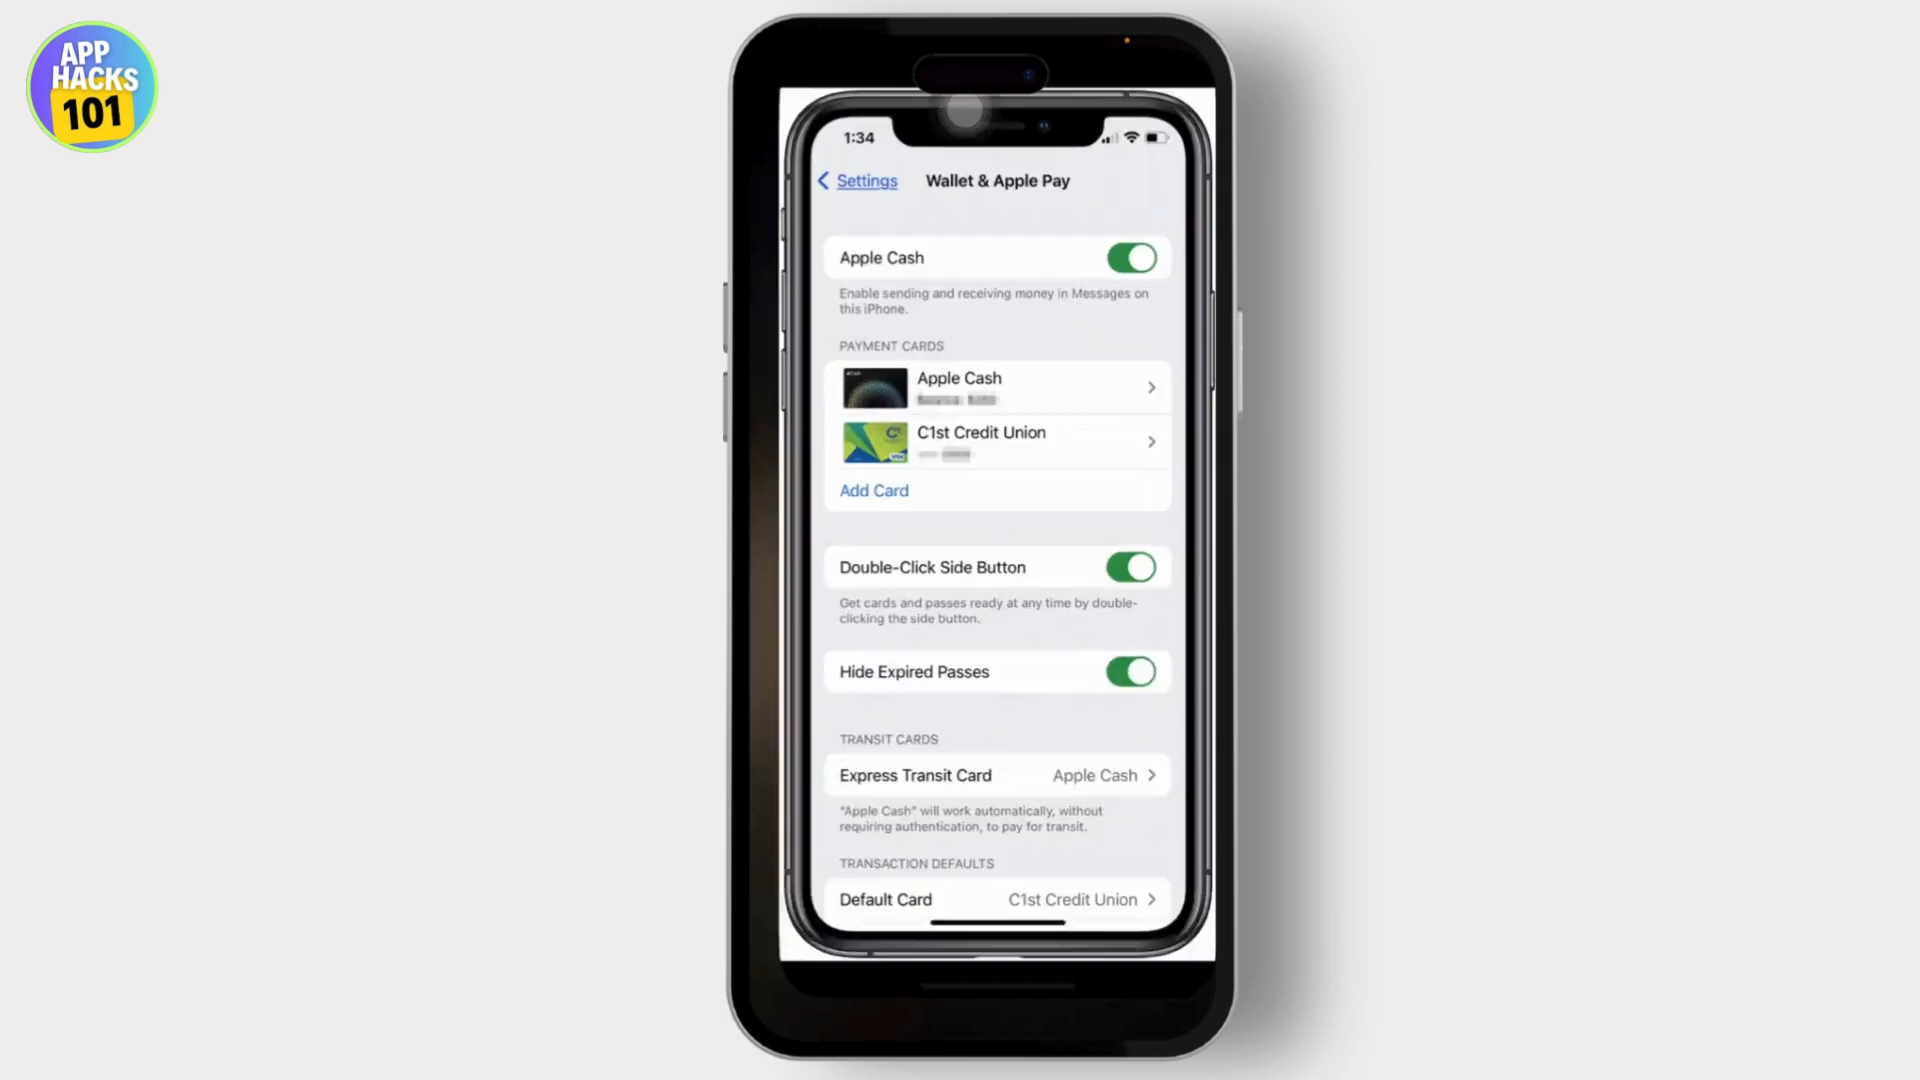 APP
HACKS
101
1:34
Settings
Wallet & Apple Pay
Apple Cash
Enable sending and receiving money in Messages on
this iPhone.
PAYMENT CARDS
Apple Cash
C1st Credit Union
VISA
Add Card
Double-Click Side Button
Get cards and passes ready at any time by double-
clicking the side button.
Hide Expired Passes
TRANSIT CARDS
Express Transit Card Apple Cash
"Apple Cash" will work automatically, without
requiring authentication, to pay for transit.
TRANSACTION DEFAULTS
Default Card C1st Credit Union